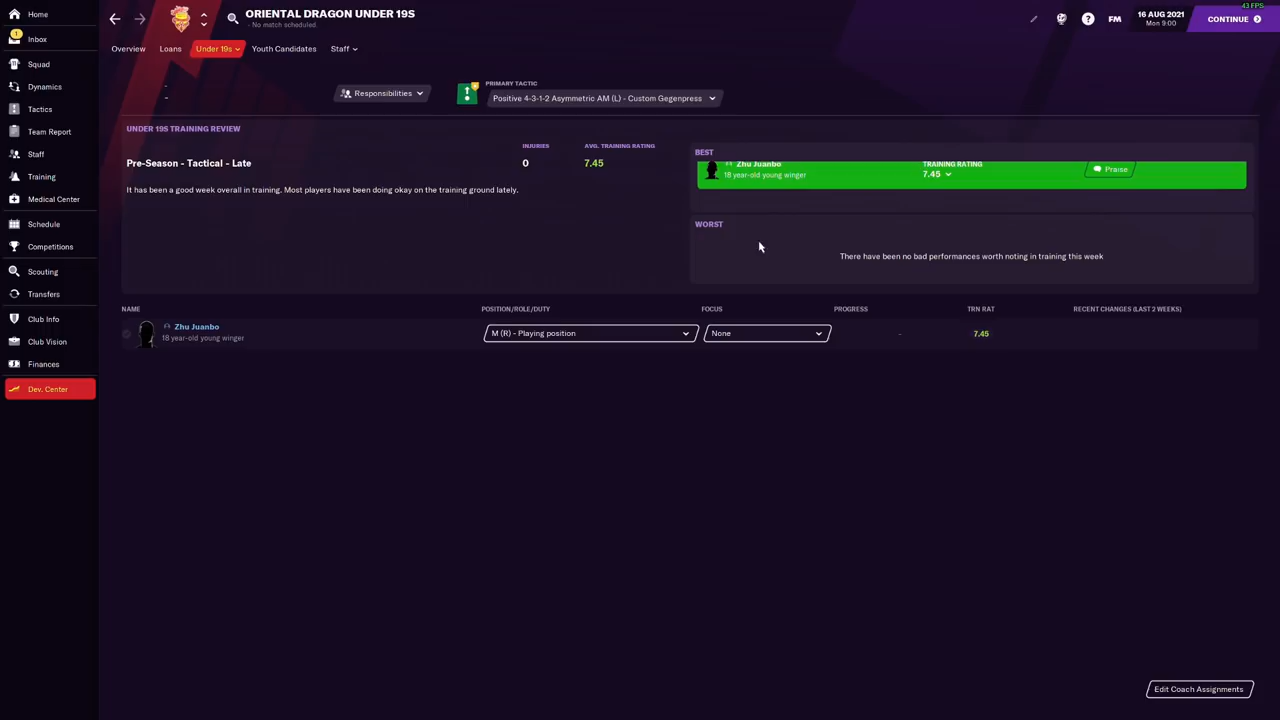 43 FPS
ORIENTAL DRAGON UNDER 19S
- No match scheduled.
FM
16 AUG 2021
Mon 9:00
CONTINUE
Home
Inbox
Squad
Dynamics
Tactics
Team Report
Staff
Training
Medical Center
Schedule
Competitions
Scouting
Transfers
Club Info
Club Vision
Finances
Dev. Center
Overview
Loans
Under 19s
Youth Candidates
Staff
-
-
Responsibilities
PRIMARY TACTIC
Positive 4-3-1-2 Asymmetric AM (L) - Custom Gegenpress
UNDER 19S TRAINING REVIEW
INJURIES
AVG. TRAINING RATING
Pre-Season - Tactical - Late
0
7.45
It has been a good week overall in training. Most players have been doing okay on the training ground lately.
BEST
Zhu Juanbo
18 year-old young winger
TRAINING RATING
7.45
Praise
WORST
There have been no bad performances worth noting in training this week
NAME
POSITION/ROLE/DUTY
FOCUS
PROGRESS
TRN RAT
RECENT CHANGES (LAST 2 WEEKS)
Zhu Juanbo
18 year-old young winger
M (R) - Playing position
None
-
7.45
Edit Coach Assignments